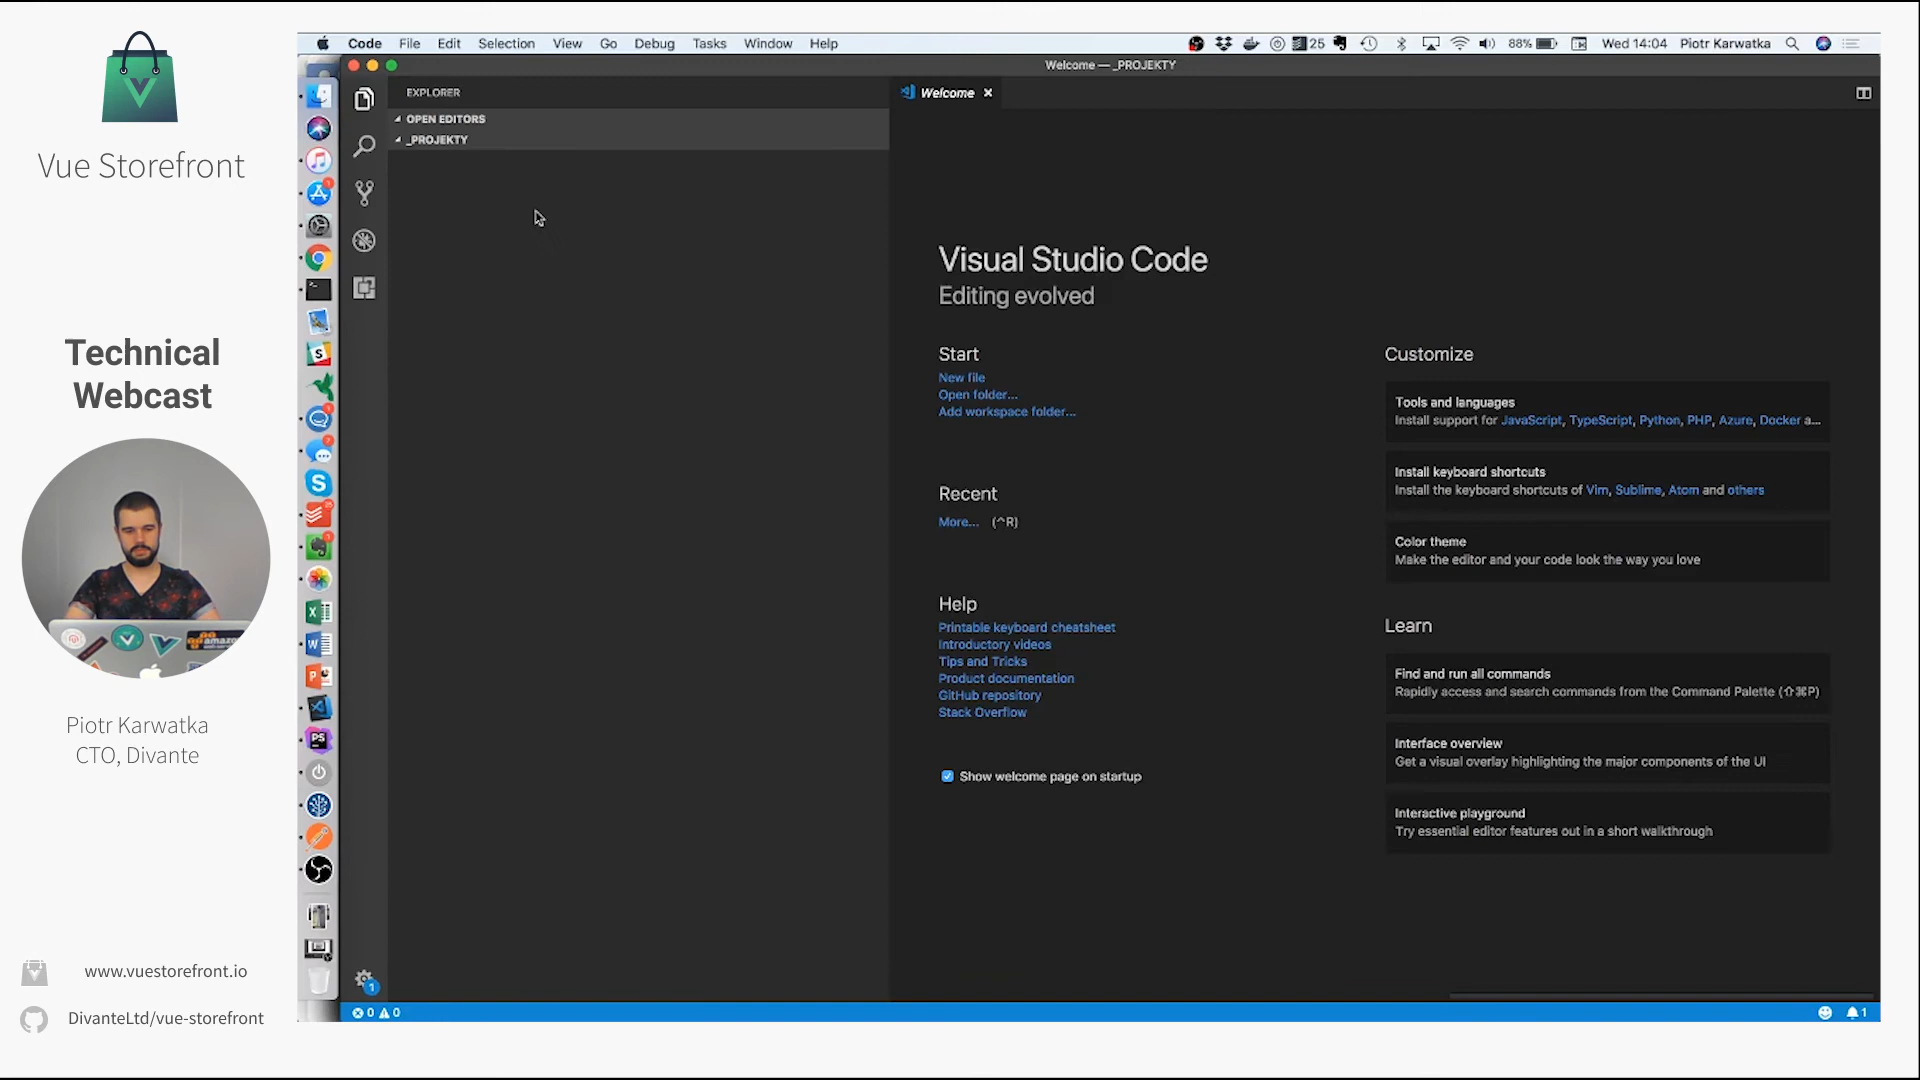 Vue Storefront
Technical
Webcast
Piotr Karwatka
CTO, Divante
www.vuestorefront.io
DivanteLtd/vue-storefront
Code File Edit Selection View Go Debug Tasks Window Help
25 88% Wed 14:04 Piotr Karwatka
Welcome — _PROJEKTY
EXPLORER
OPEN EDITORS
_PROJEKTY
Welcome
Visual Studio Code
Editing evolved
Start
New file
Open folder...
Add workspace folder...
Recent
More... (^R)
Help
Printable keyboard cheatsheet
Introductory videos
Tips and Tricks
Product documentation
GitHub repository
Stack Overflow
Show welcome page on startup
Customize
Tools and languages
Install support for JavaScript, TypeScript, Python, PHP, Azure, Docker a...
Install keyboard shortcuts
Install the keyboard shortcuts of Vim, Sublime, Atom and others
Color theme
Make the editor and your code look the way you love
Learn
Find and run all commands
Rapidly access and search commands from the Command Palette (⇧⌘P)
Interface overview
Get a visual overlay highlighting the major components of the UI
Interactive playground
Try essential editor features out in a short walkthrough
1
0 0
1